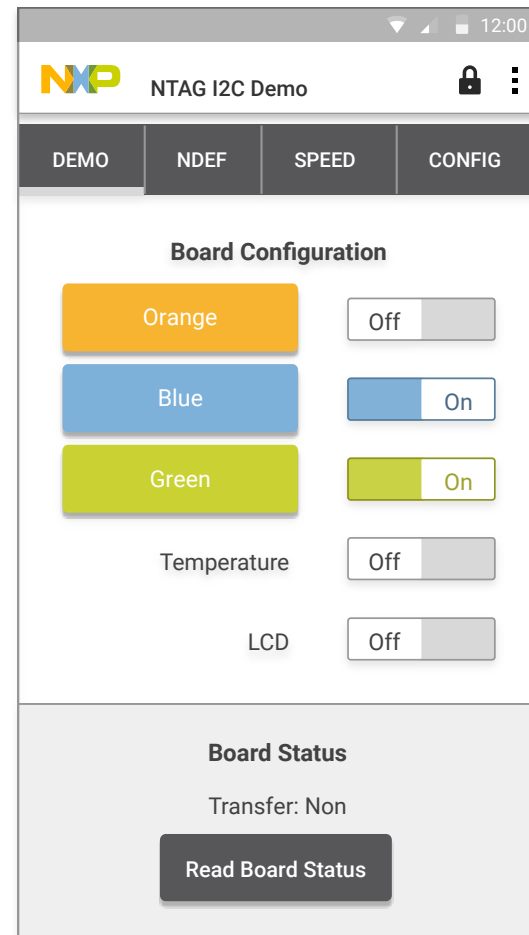 12:00
NXP NTAG I2C Demo
DEMO NDEF SPEED CONFIG
Board Configuration
Orange Off
Blue On
Green On
Temperature Off
LCD Off
Board Status
Transfer: Non
Read Board Status